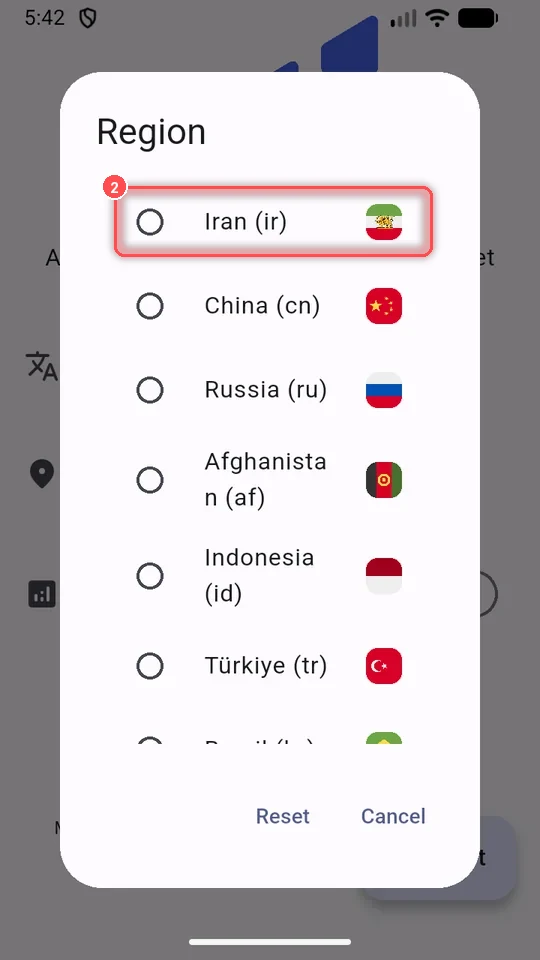 5:42
Region
2
Iran (ir)
China (cn)
Russia (ru)
Afghanista
n (af)
Indonesia
(id)
Türkiye (tr)
Reset
Cancel